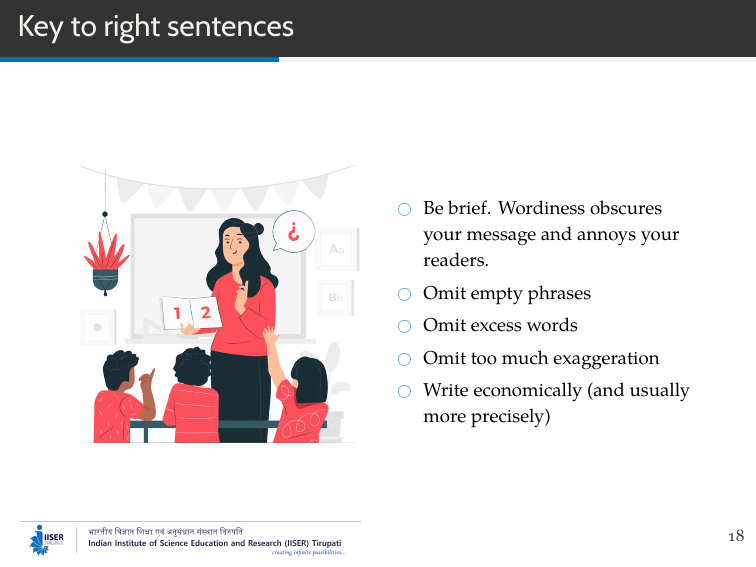 Key to right sentences
¿
Aa
Bb
1 2
Be brief. Wordiness obscures
your message and annoys your
readers.
Omit empty phrases
Omit excess words
Omit too much exaggeration
Write economically (and usually
more precisely)
IISER
TIRUPATI
भारतीय विज्ञान शिक्षा एवं अनुसंधान संस्थान तिरुपति
Indian Institute of Science Education and Research (IISER) Tirupati
creating infinite possibilities...
18